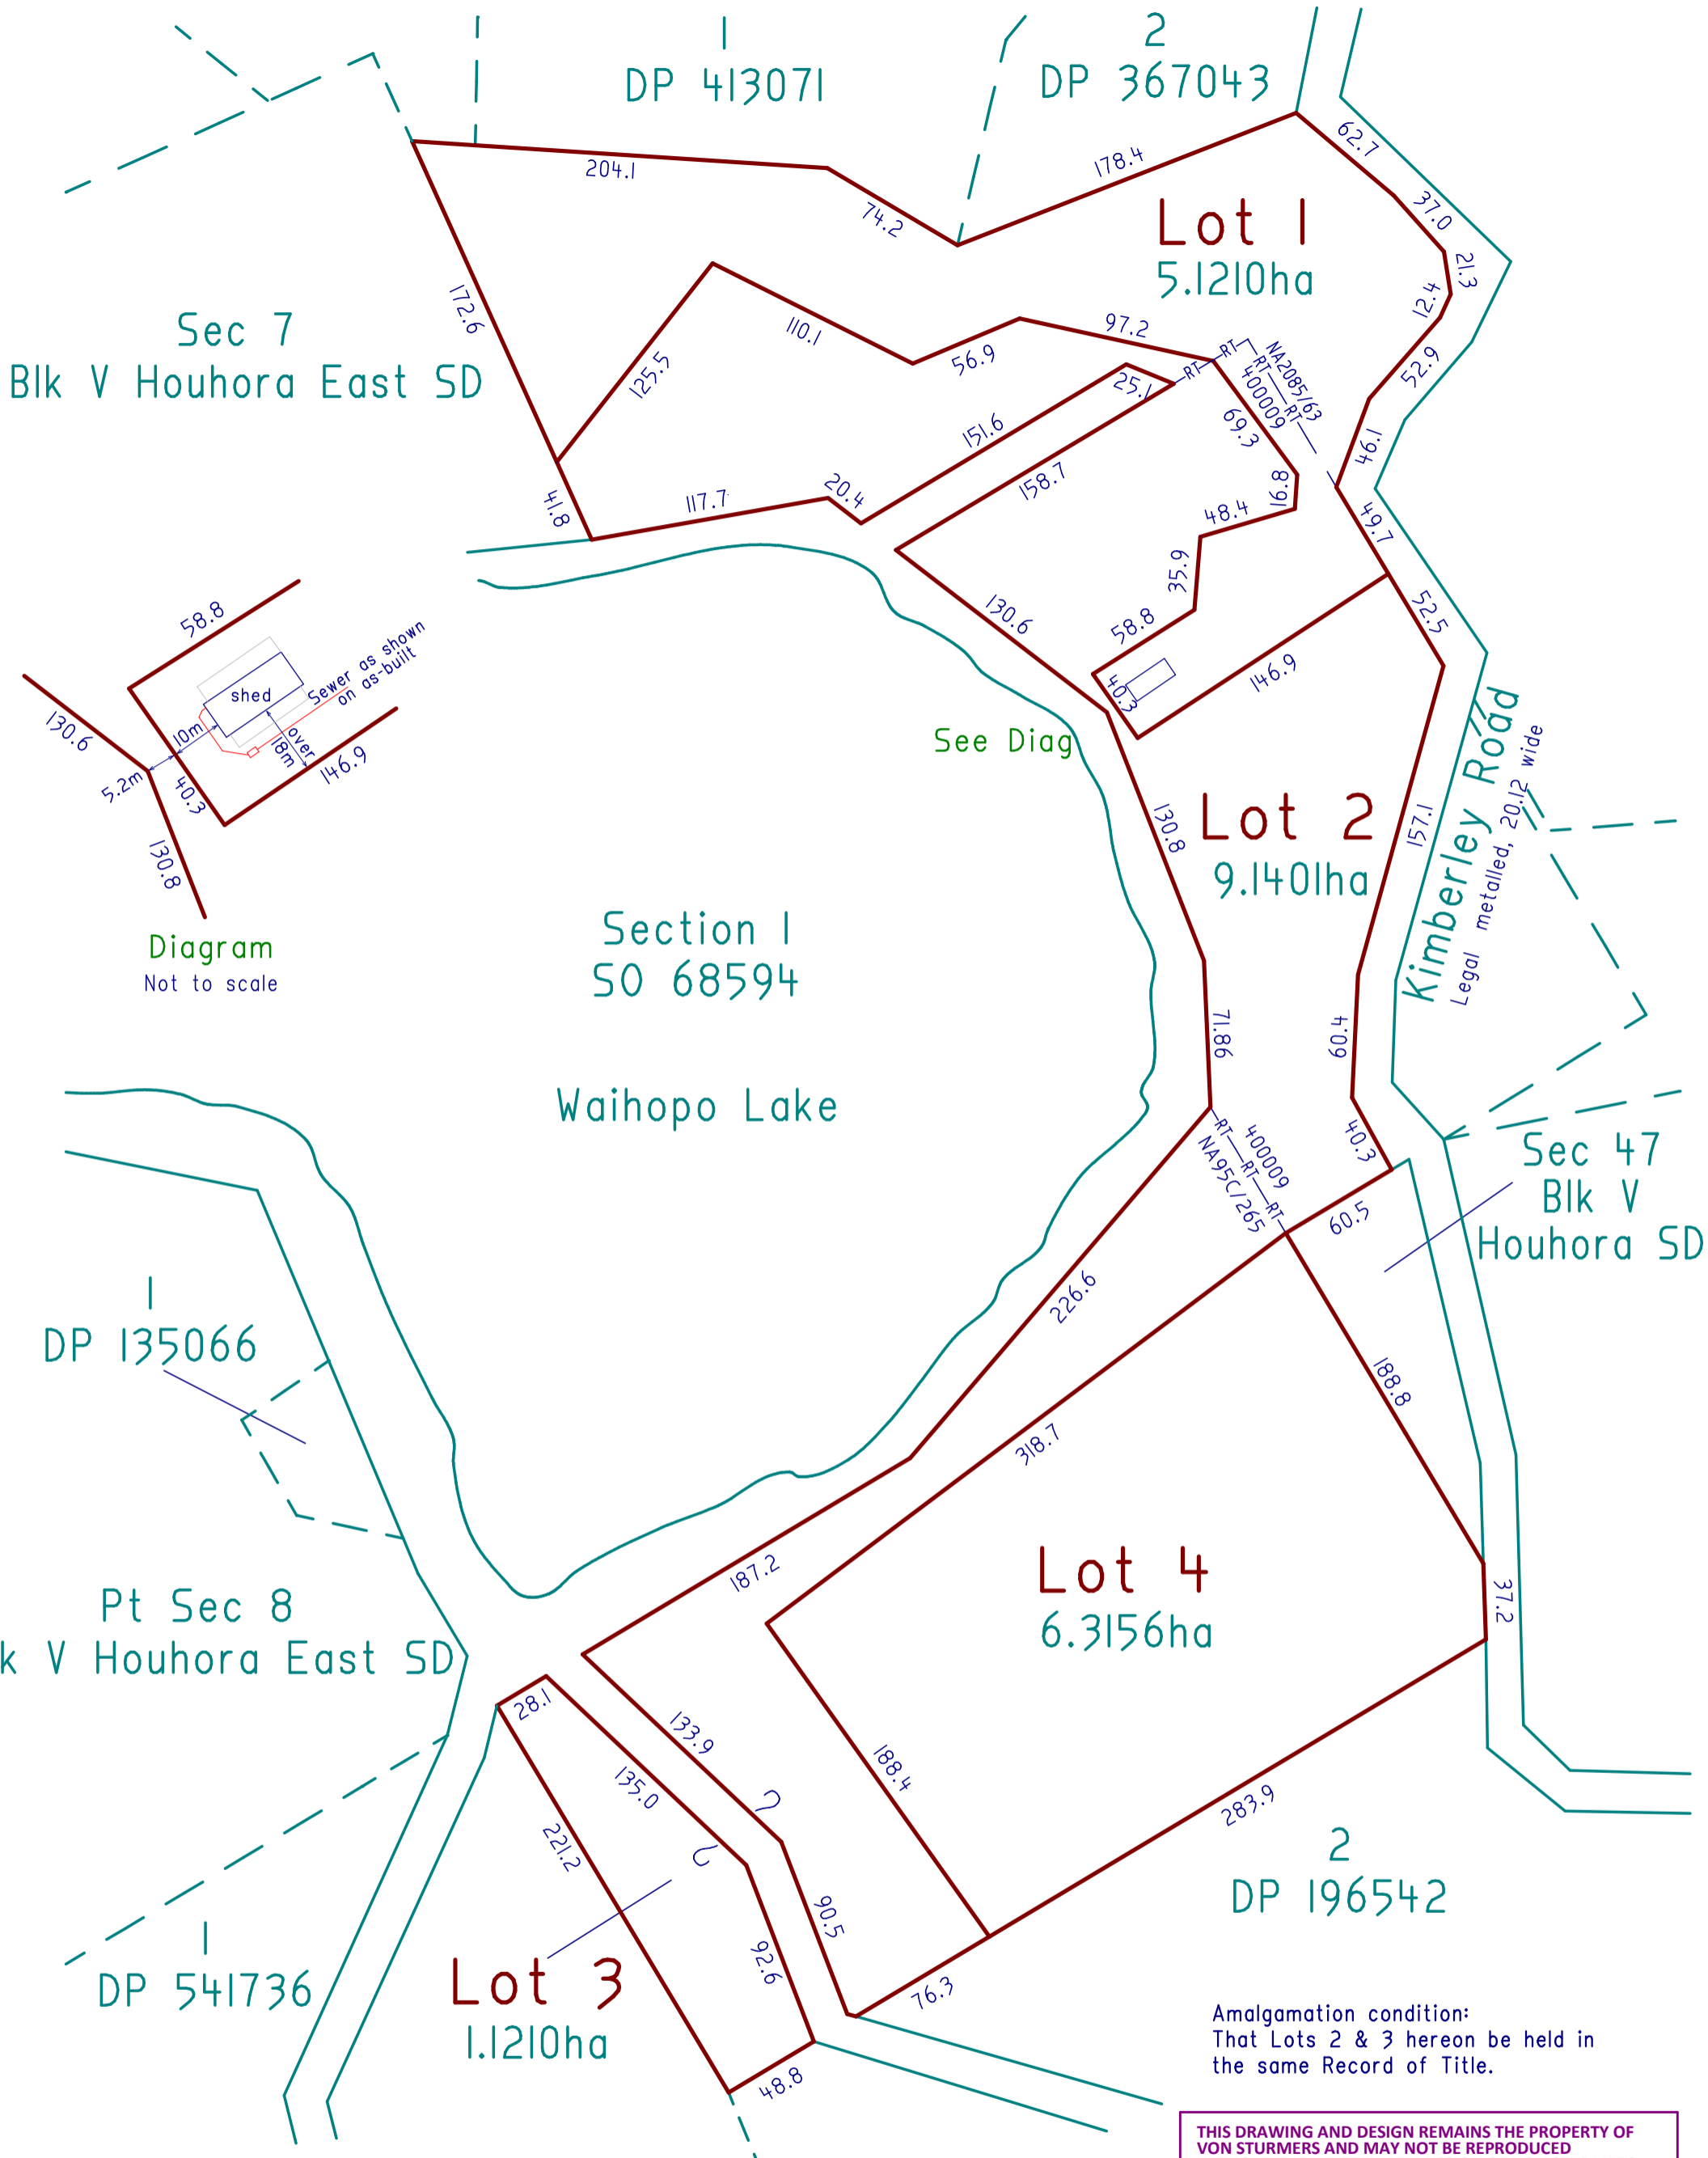 1
DP 413071
2
DP 367043
62.7
204.1
178.4
74.2
37.0
Lot 1
5.1210ha
21.3
12.4
172.6
Sec 7
Blk V Houhora East SD
110.1
97.2
56.9
52.9
125.5
25.1
RT
RT
RT
RT
NA2085/63
400009
69.3
46.1
151.6
158.7
20.4
16.8
117.7
41.8
48.4
49.7
35.9
52.5
130.6
58.8
146.9
40.3
See Diag
58.8
shed
Sewer as shown
on as-built
10m
over
18m
130.6
5.2m
40.3
146.9
130.8
Diagram
Not to scale
130.8
Lot 2
9.1401ha
157.1
Kimberley Road
Legal metalled, 20.12 wide
Section 1
SO 68594
71.86
60.4
Waihopo Lake
RT
RT
RT
400009
NA95C/265
40.3
60.5
Sec 47
Blk V
Houhora SD
1
DP 135066
226.6
188.8
318.7
187.2
Lot 4
6.3156ha
37.2
Pt Sec 8
k V Houhora East SD
28.1
133.9
135.0
188.4
221.2
283.9
2
DP 196542
90.5
92.6
1
DP 541736
Lot 3
1.1210ha
76.3
48.8
Amalgamation condition:
That Lots 2 & 3 hereon be held in
the same Record of Title.
THIS DRAWING AND DESIGN REMAINS THE PROPERTY OF
VON STURMERS AND MAY NOT BE REPRODUCED